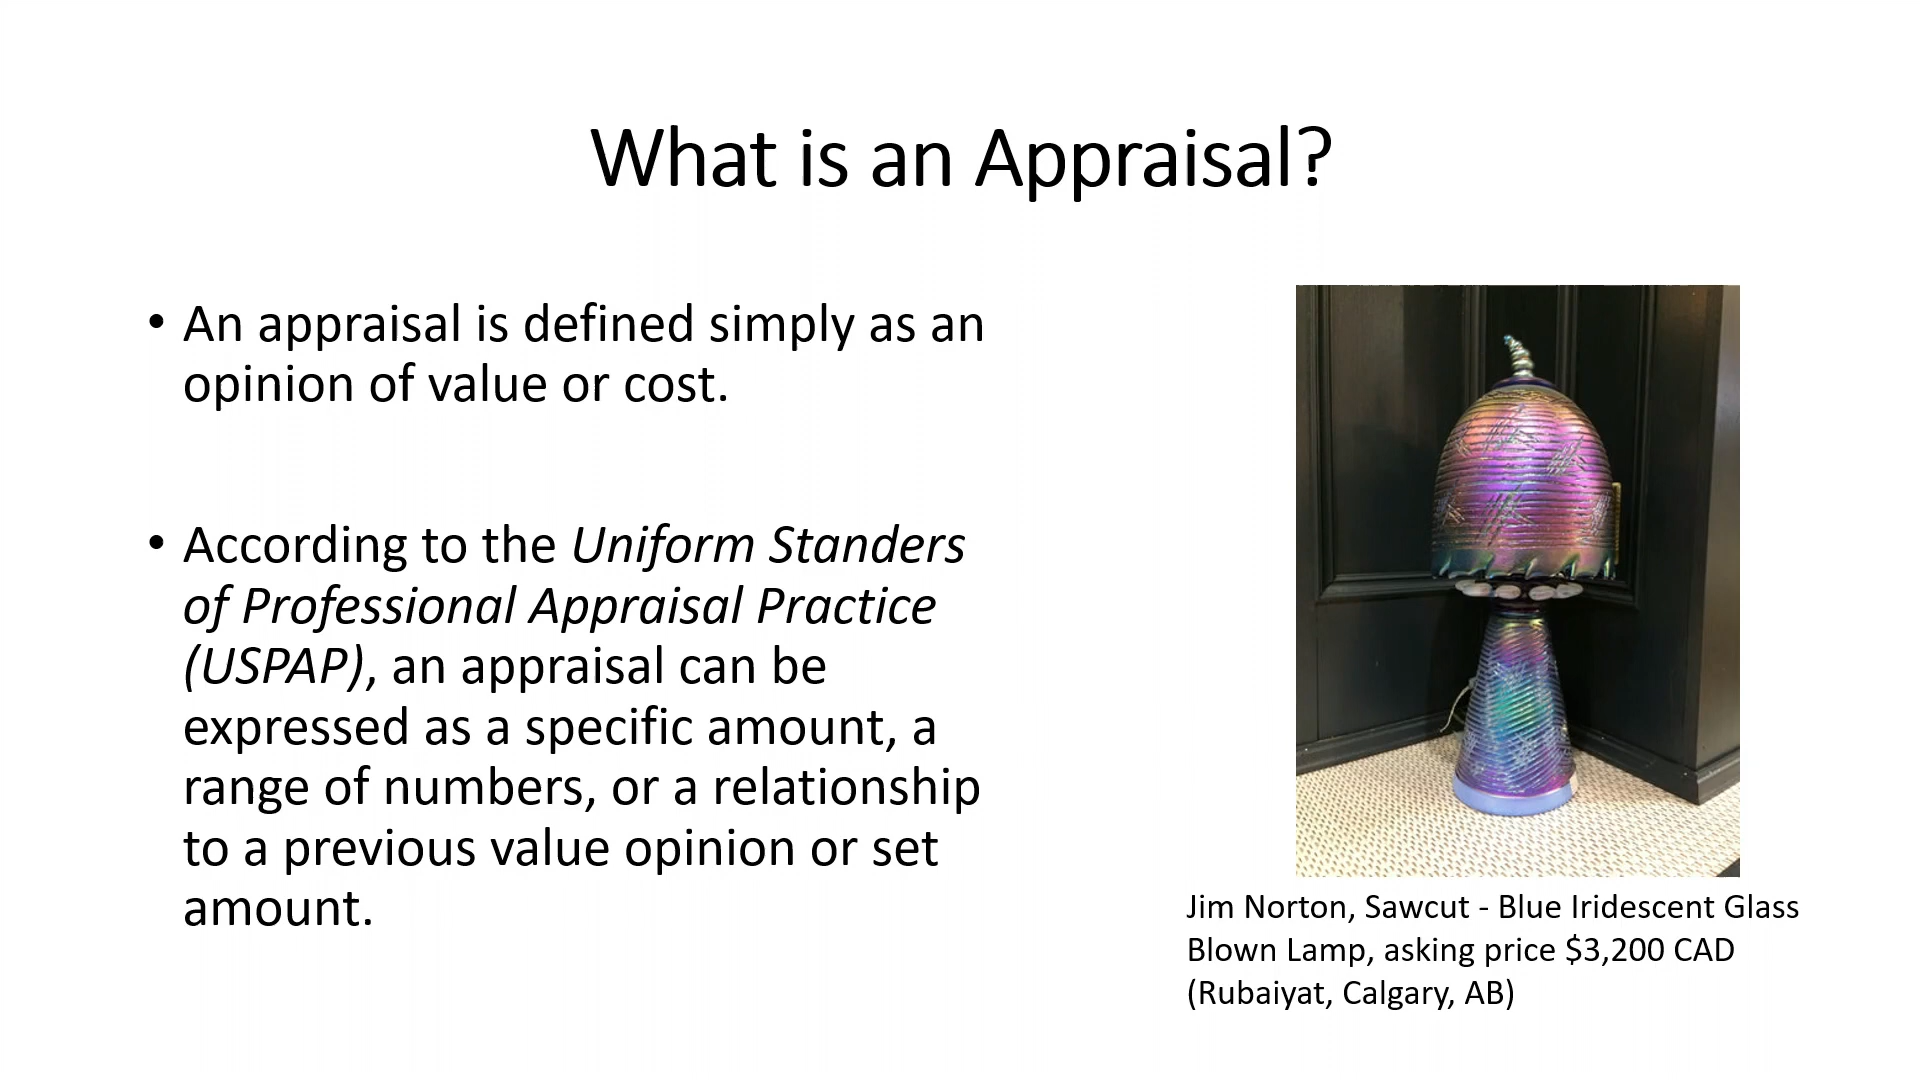 What is an Appraisal?
• An appraisal is defined simply as an
opinion of value or cost.
• According to the Uniform Standers
of Professional Appraisal Practice
(USPAP), an appraisal can be
expressed as a specific amount, a
range of numbers, or a relationship
to a previous value opinion or set
amount.
Jim Norton, Sawcut - Blue Iridescent Glass
Blown Lamp, asking price $3,200 CAD
(Rubaiyat, Calgary, AB)